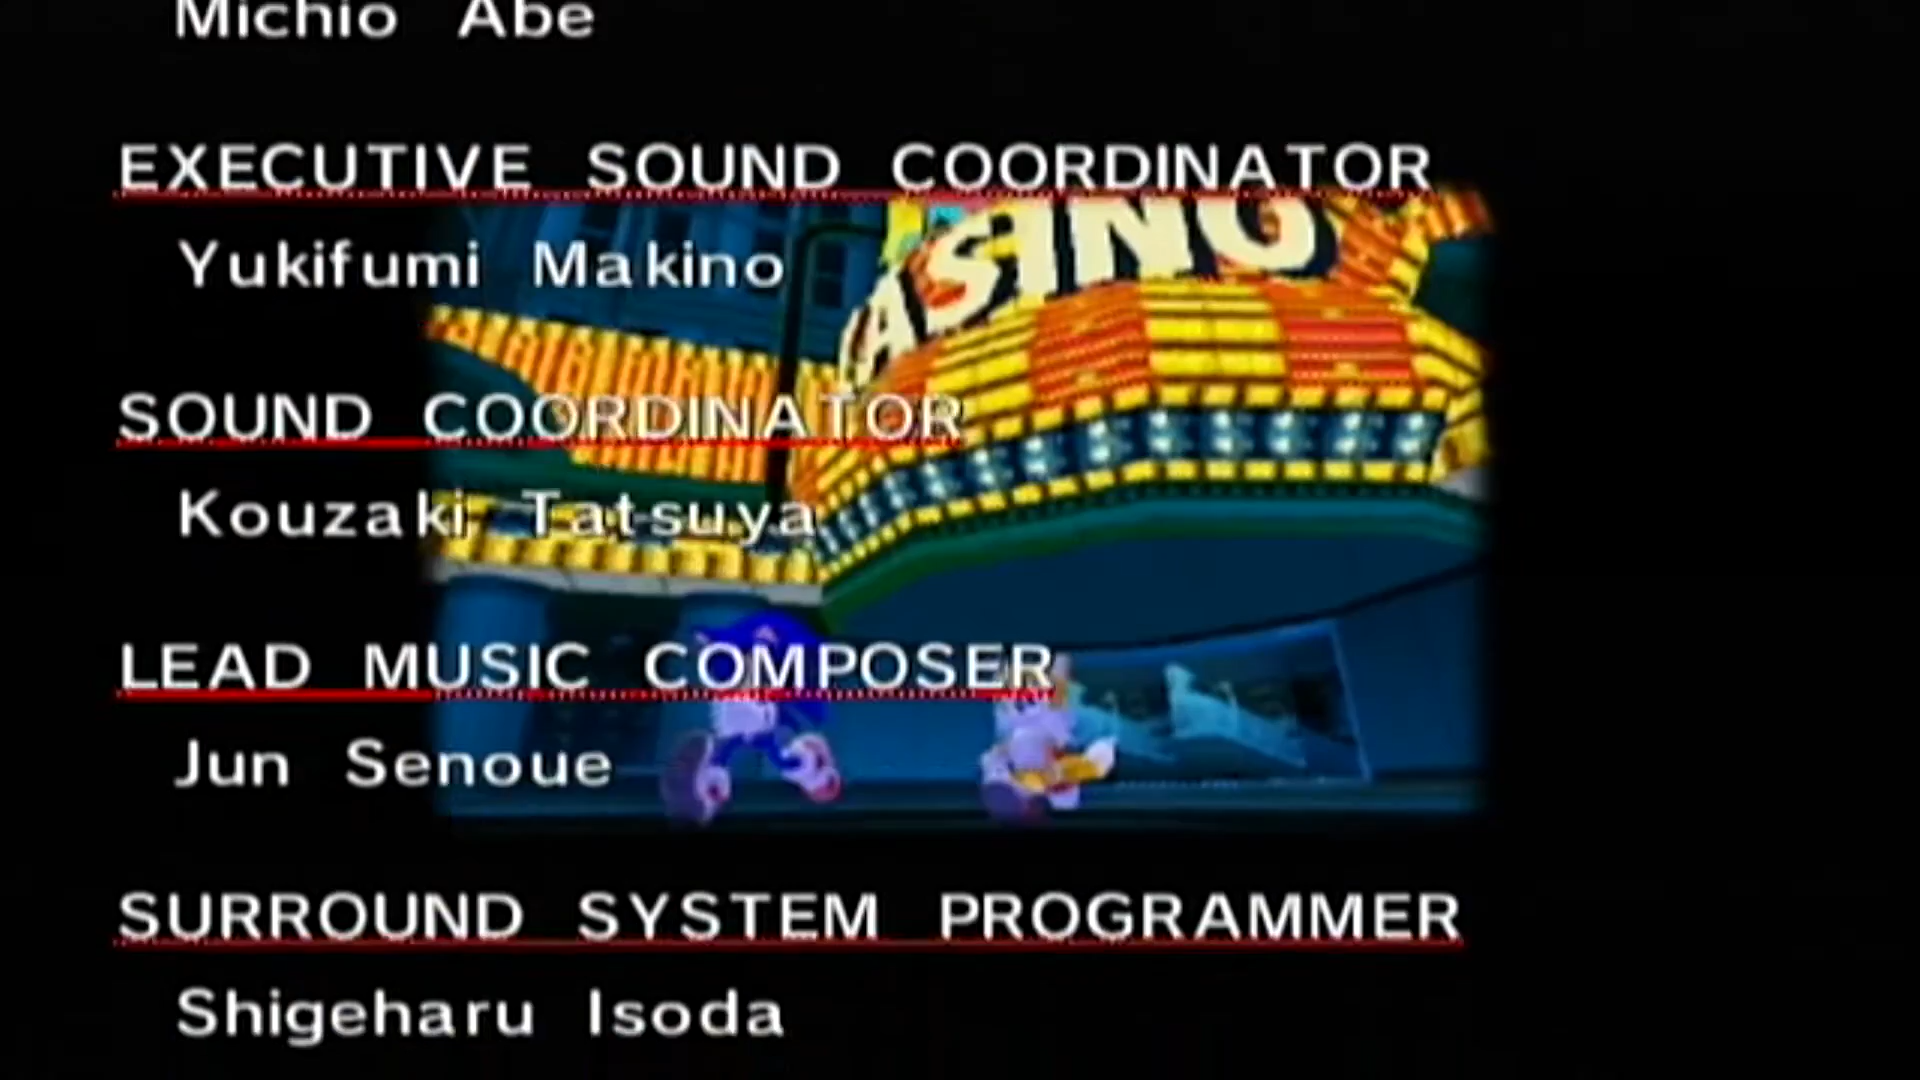 Michio Abe
EXECUTIVE SOUND COORDINATOR
Yukifumi Makino
CASINO
SOUND COORDINATOR
Kouzaki Tatsuya
LEAD MUSIC COMPOSER
Jun Senoue
SURROUND SYSTEM PROGRAMMER
Shigeharu Isoda